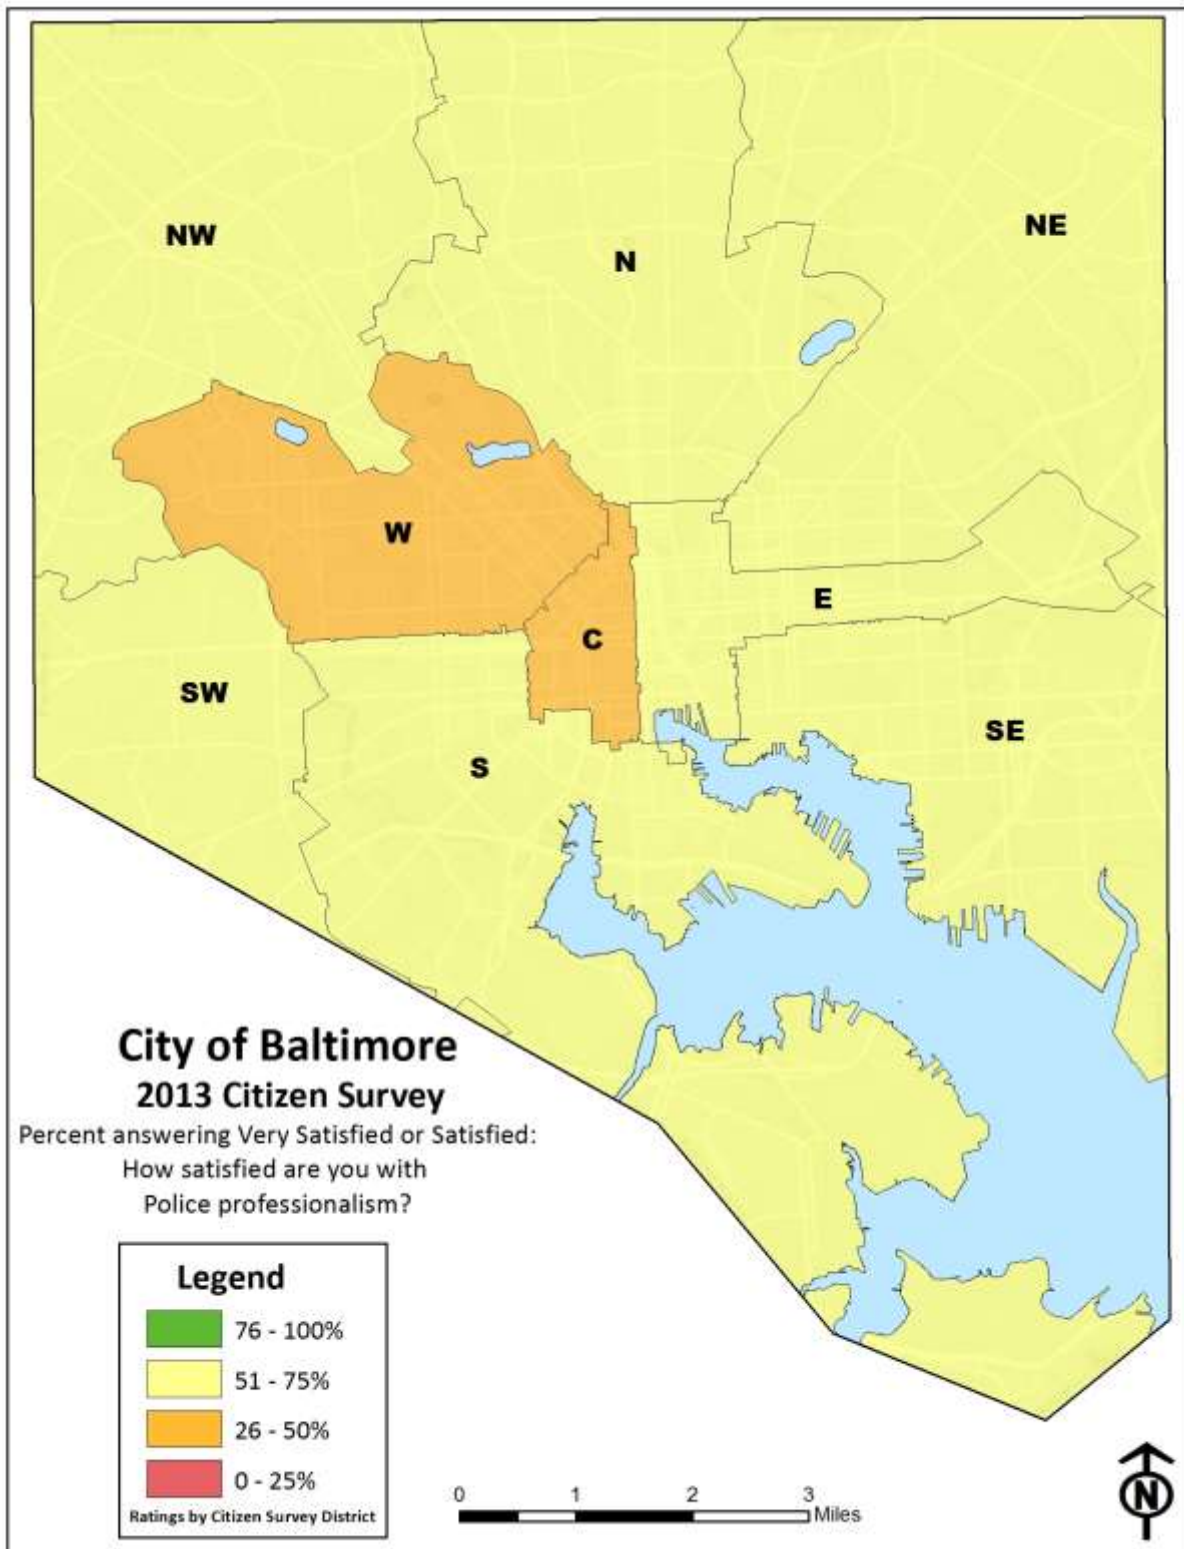 NW
N
NE
W
E
C
SW
SE
S
City of Baltimore
2013 Citizen Survey
Percent answering Very Satisfied or Satisfied:
How satisfied are you with
Police professionalism?
Legend
76 - 100%
51 - 75%
26 - 50%
0 - 25%
Ratings by Citizen Survey District
0 1 2 3
Miles
N